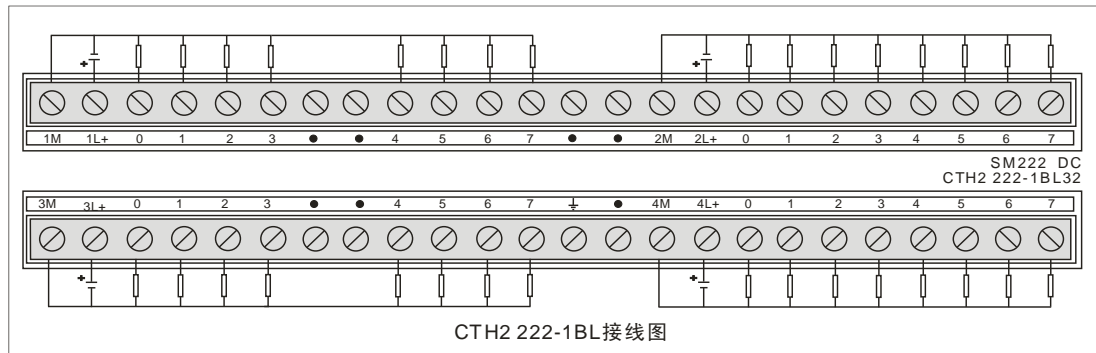 + +
1M 1L+ 0 1 2 3 ● ● 4 5 6 7 ● ● 2M 2L+ 0 1 2 3 4 5 6 7
SM222 DC
CTH2 222-1BL32
3M 3L+ 0 1 2 3 ● ● 4 5 6 7 ⏚ ● 4M 4L+ 0 1 2 3 4 5 6 7
+ +
CTH2 222-1BL接线图